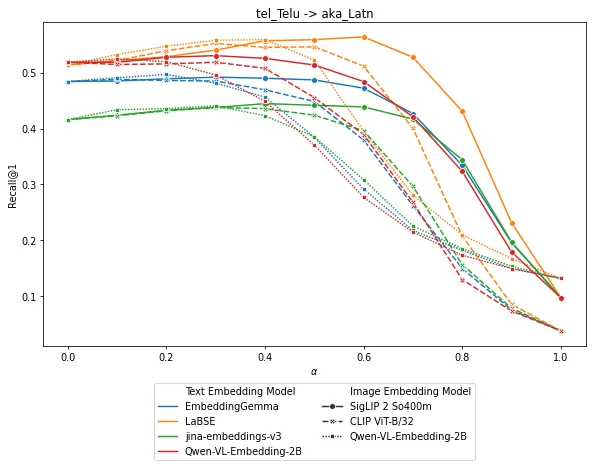 tel_Telu -> aka_Latn
Recall@1
0.5
0.4
0.3
0.2
0.1
0.0
0.2
0.4
0.6
0.8
1.0
α
Text Embedding Model
EmbeddingGemma
LaBSE
jina-embeddings-v3
Qwen-VL-Embedding-2B
Image Embedding Model
SigLIP 2 So400m
CLIP ViT-B/32
Qwen-VL-Embedding-2B